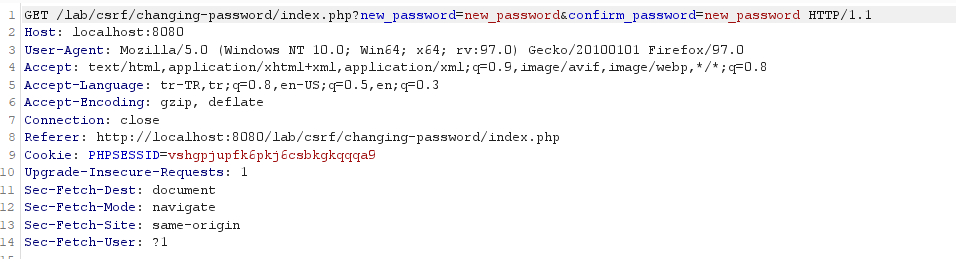 1 GET /lab/csrf/changing-password/index.php?new_password=new_password&confirm_password=new_password HTTP/1.1
2 Host: localhost:8080
3 User-Agent: Mozilla/5.0 (Windows NT 10.0; Win64; x64; rv:97.0) Gecko/20100101 Firefox/97.0
4 Accept: text/html,application/xhtml+xml,application/xml;q=0.9,image/avif,image/webp,*/*;q=0.8
5 Accept-Language: tr-TR,tr;q=0.8,en-US;q=0.5,en;q=0.3
6 Accept-Encoding: gzip, deflate
7 Connection: close
8 Referer: http://localhost:8080/lab/csrf/changing-password/index.php
9 Cookie: PHPSESSID=vshgpjupfk6pkj6csbkgkqqqa9
10 Upgrade-Insecure-Requests: 1
11 Sec-Fetch-Dest: document
12 Sec-Fetch-Mode: navigate
13 Sec-Fetch-Site: same-origin
14 Sec-Fetch-User: ?1